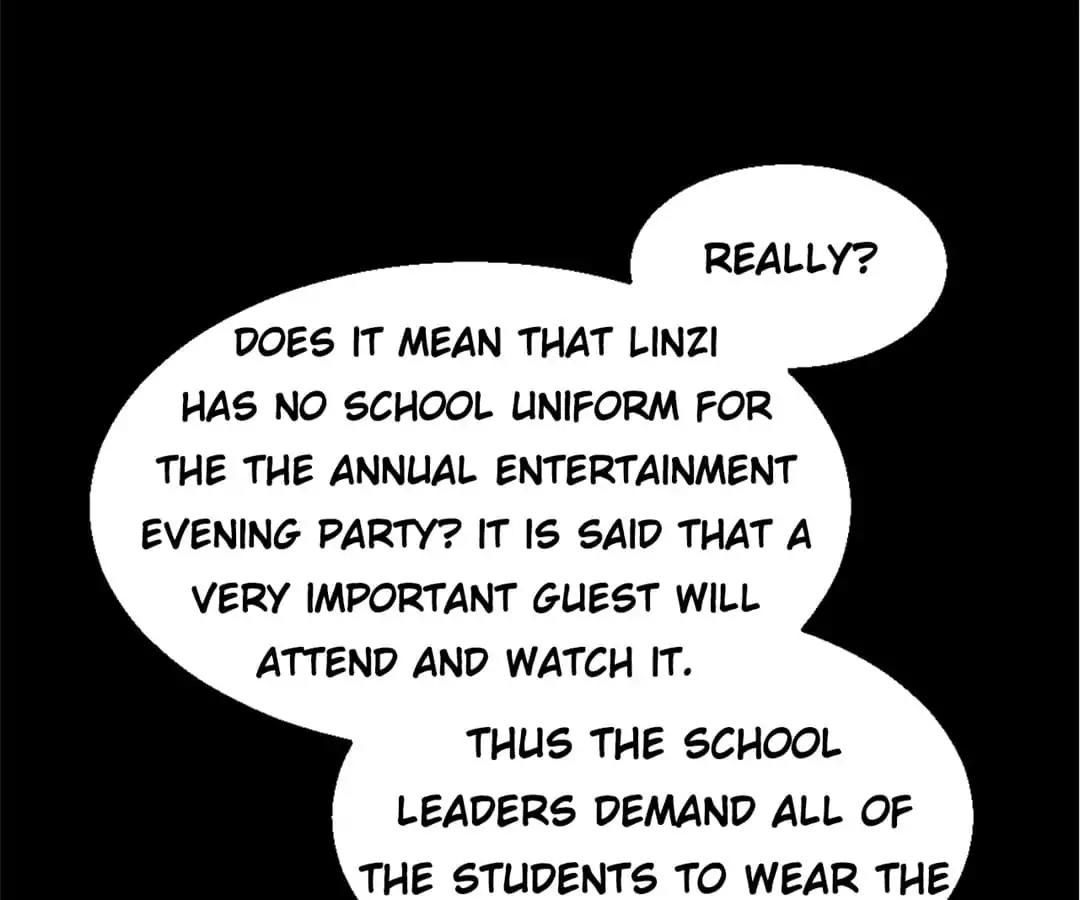 REALLY?
DOES IT MEAN THAT LINZI
HAS NO SCHOOL UNIFORM FOR
THE THE ANNUAL ENTERTAINMENT
EVENING PARTY? IT IS SAID THAT A
VERY IMPORTANT GUEST WILL
ATTEND AND WATCH IT.
THUS THE SCHOOL
LEADERS DEMAND ALL OF
THE STUDENTS TO WEAR THE